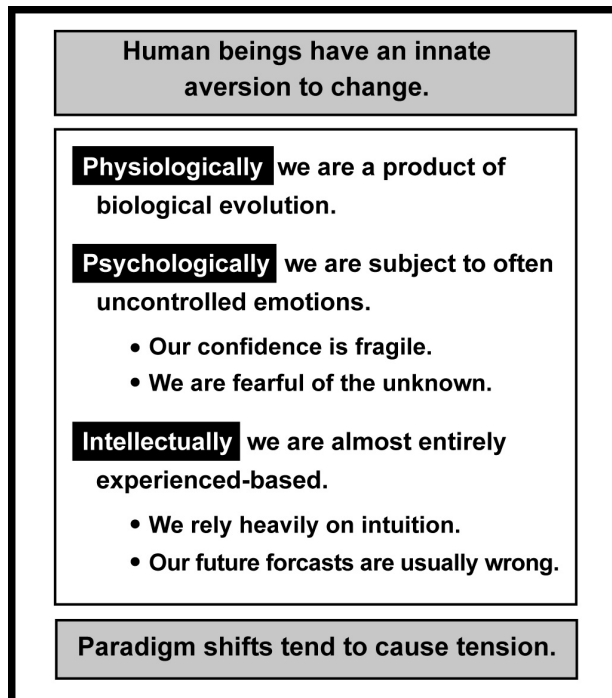 Human beings have an innate
aversion to change.
Physiologically we are a product of
biological evolution.
Psychologically we are subject to often
uncontrolled emotions.
• Our confidence is fragile.
• We are fearful of the unknown.
Intellectually we are almost entirely
experienced-based.
• We rely heavily on intuition.
• Our future forcasts are usually wrong.
Paradigm shifts tend to cause tension.